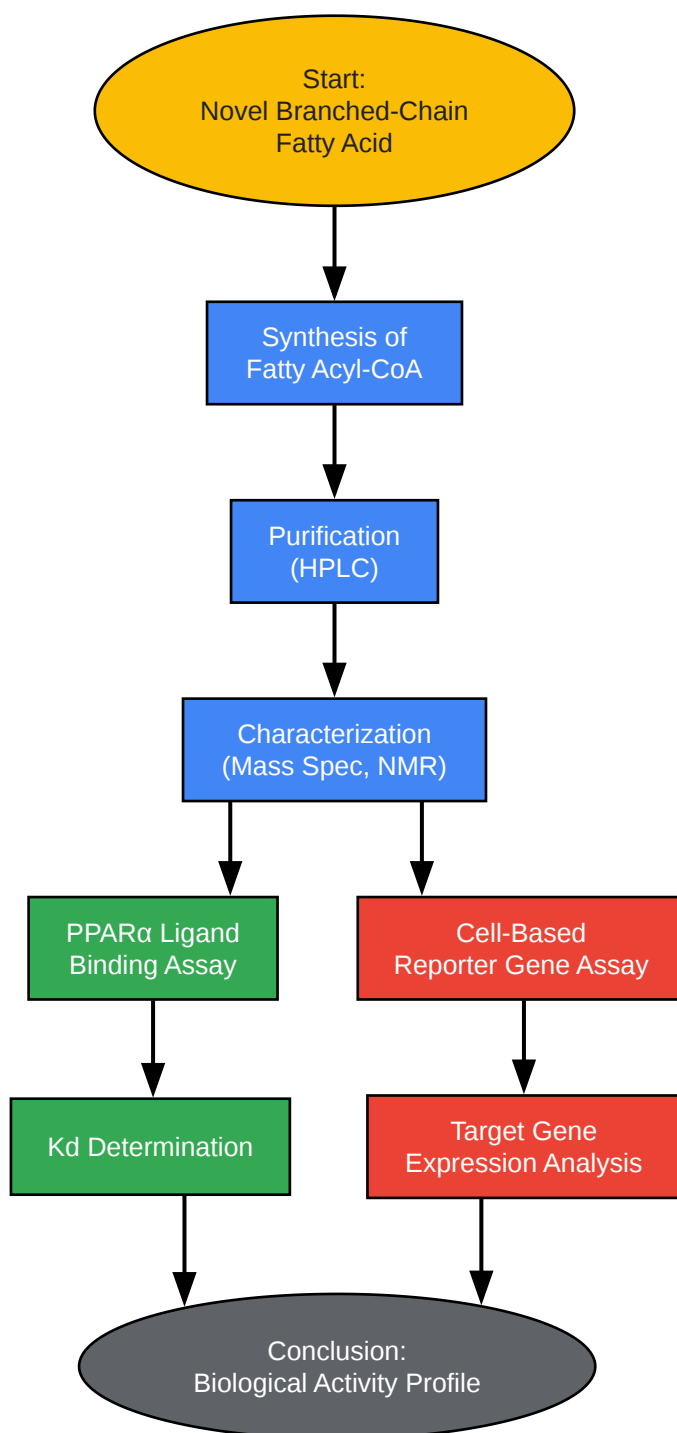 Start:
Novel Branched-Chain
Fatty Acid
Synthesis of
Fatty Acyl-CoA
Purification
(HPLC)
Characterization
(Mass Spec, NMR)
PPARα Ligand
Binding Assay
Cell-Based
Reporter Gene Assay
Kd Determination
Target Gene
Expression Analysis
Conclusion:
Biological Activity Profile